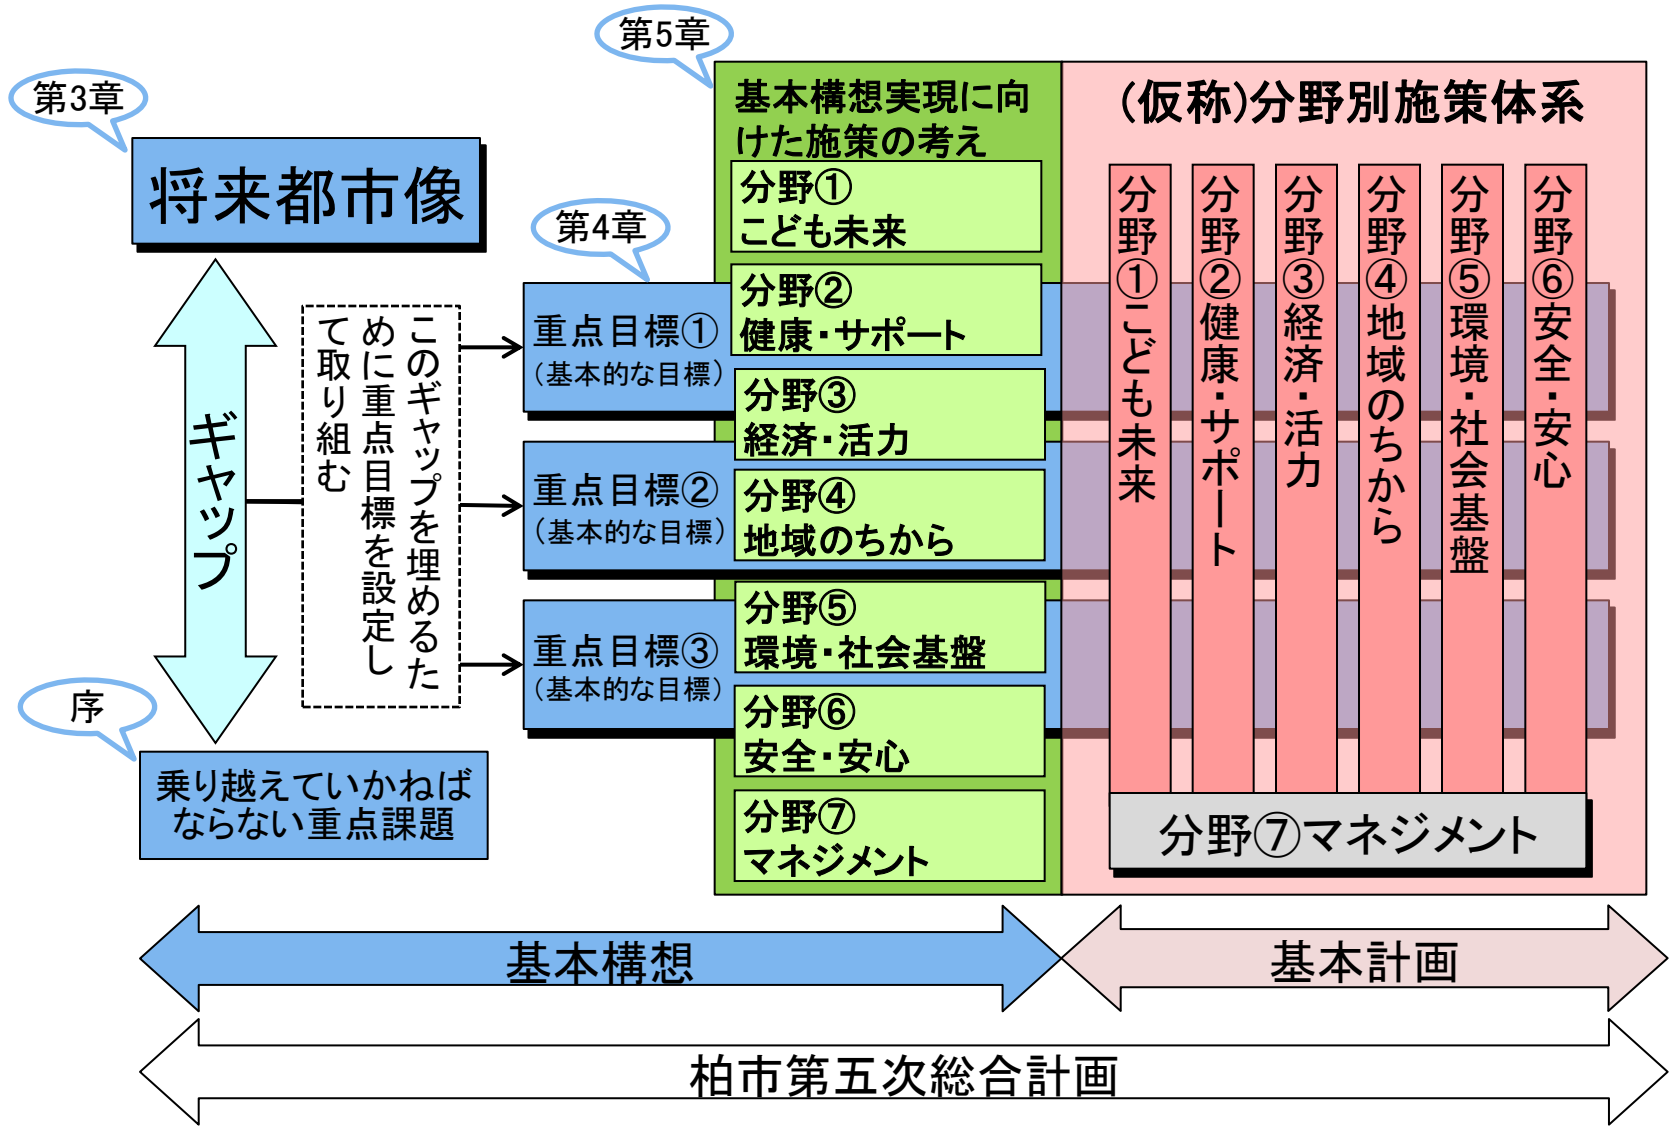 第3章
将来都市像
ギャップ
このギャップを埋めるた
めに重点目標を設定し
て取り組む
序
乗り越えていかねば
ならない重点課題
第4章
重点目標①
（基本的な目標）
重点目標②
（基本的な目標）
重点目標③
（基本的な目標）
第5章
基本構想実現に向
けた施策の考え
分野①
こども未来
分野②
健康・サポート
分野③
経済・活力
分野④
地域のちから
分野⑤
環境・社会基盤
分野⑥
安全・安心
分野⑦
マネジメント
(仮称)分野別施策体系
分野①こども未来
分野②健康・サポート
分野③経済・活力
分野④地域のちから
分野⑤環境・社会基盤
分野⑥安全・安心
分野⑦マネジメント
基本構想
基本計画
柏市第五次総合計画